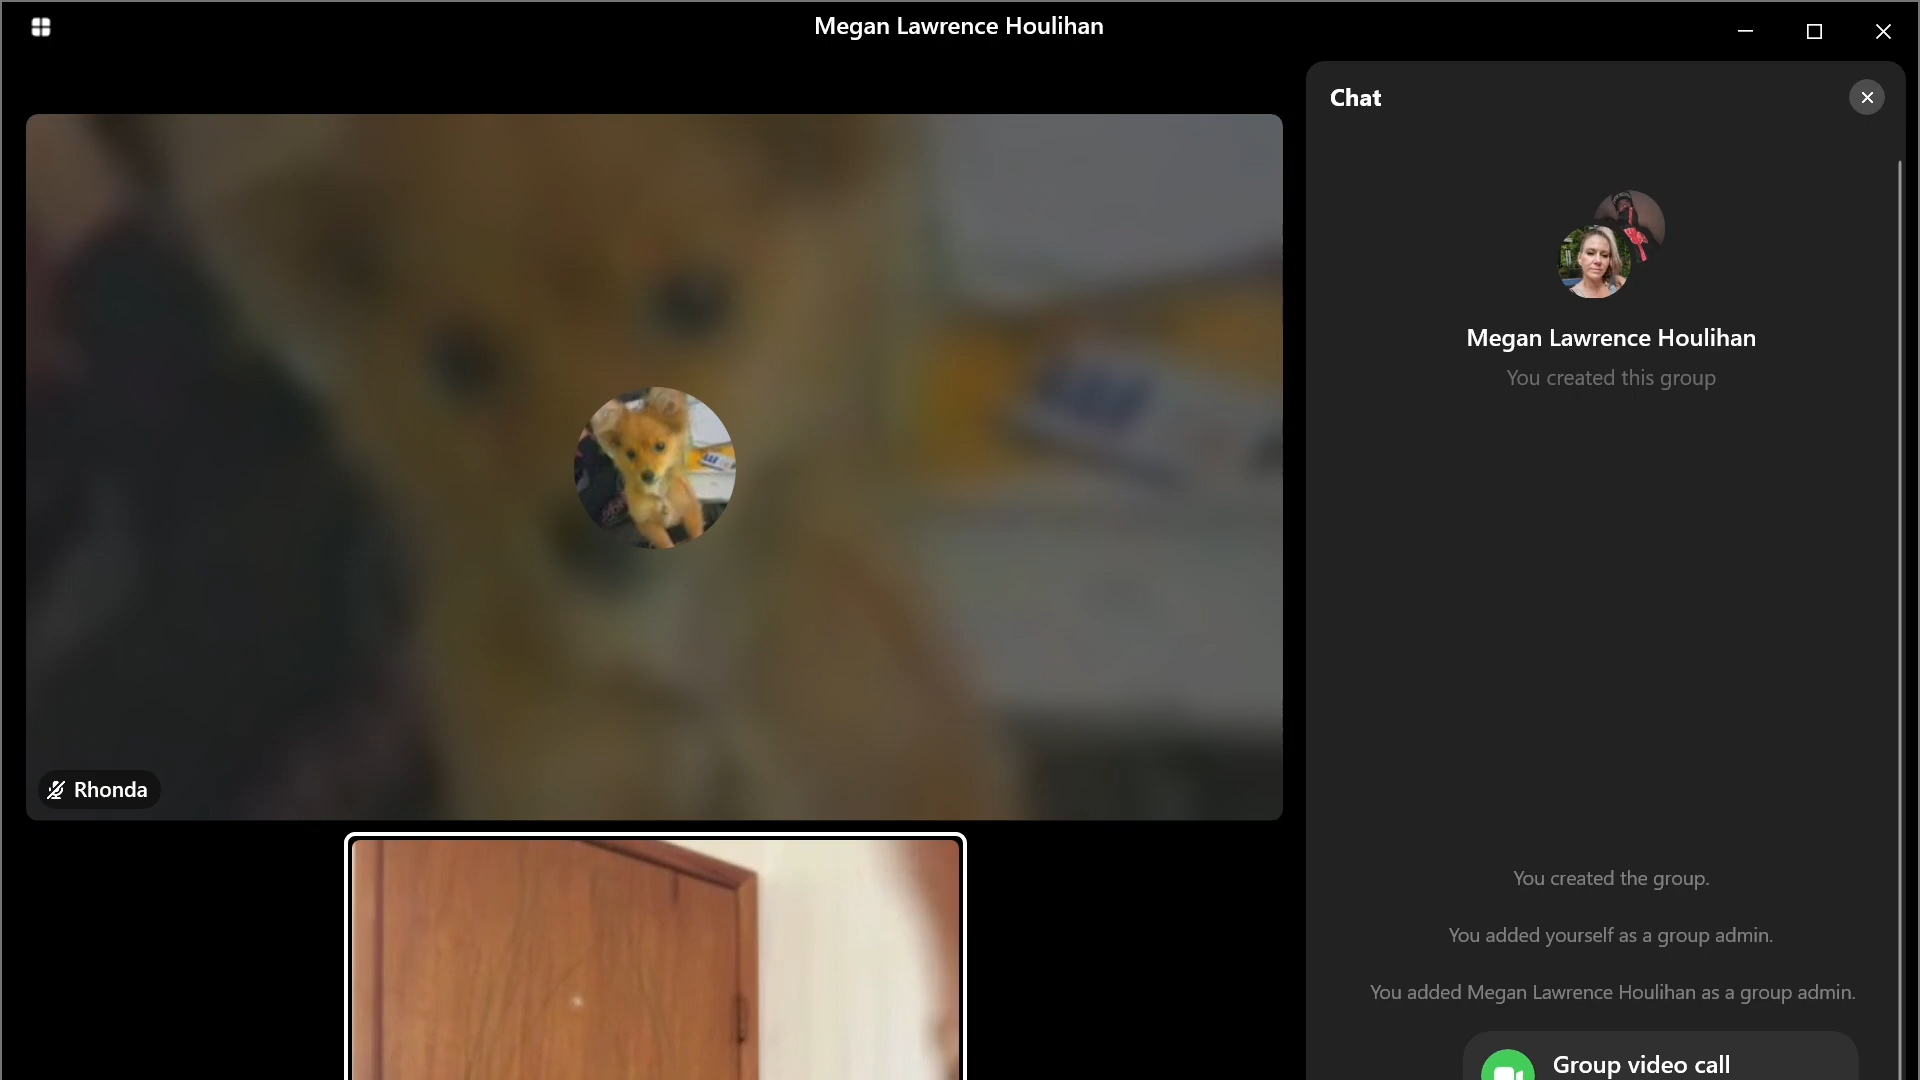 Megan Lawrence Houlihan
Chat
Megan Lawrence Houlihan
You created this group
Rhonda
You created the group.
You added yourself as a group admin.
You added Megan Lawrence Houlihan as a group admin.
Group video call